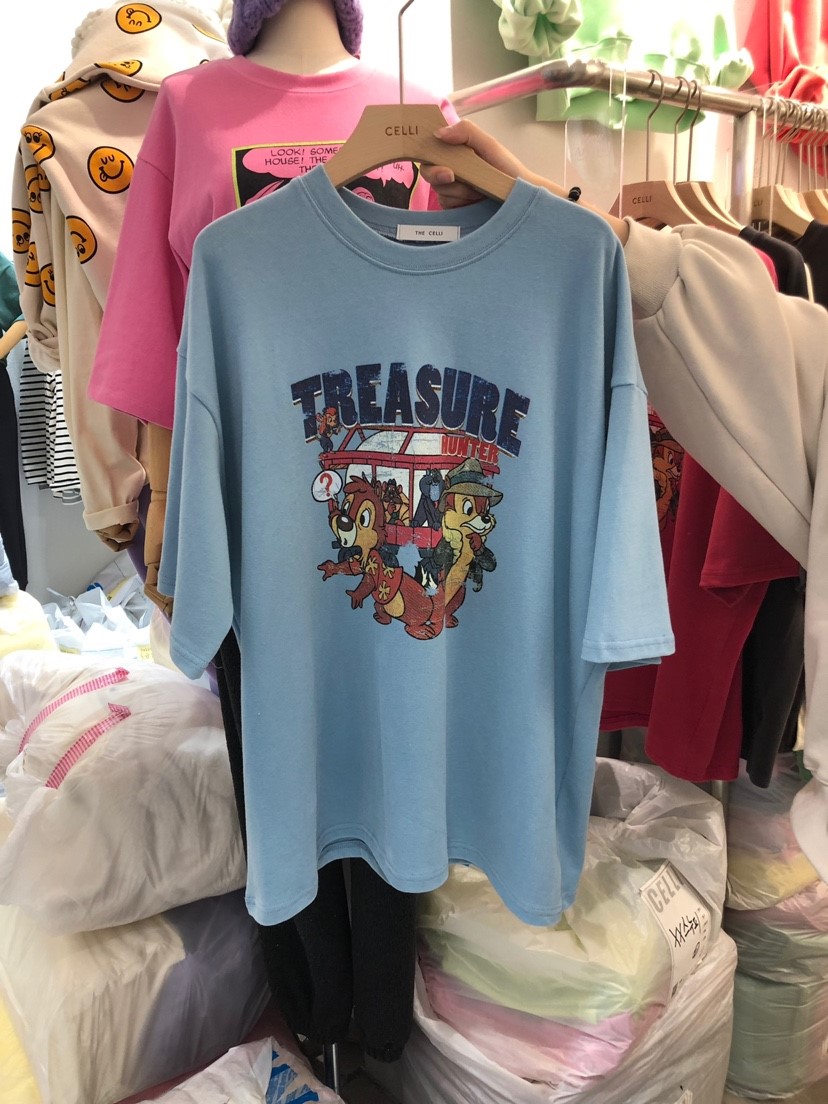 LOOK! SOME
HOUSE! THE
CELLI
CELLI
THE CELLI
TREASURE
HUNTER
?
CELLI